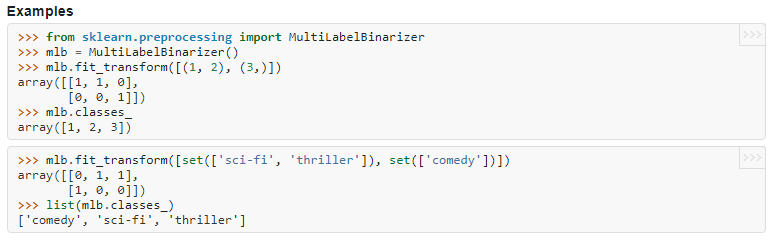 Examples
>>> from sklearn.preprocessing import MultiLabelBinarizer
>>> mlb = MultiLabelBinarizer()
>>> mlb.fit_transform([(1, 2), (3,)])
array([[1, 1, 0],
       [0, 0, 1]])
>>> mlb.classes_
array([1, 2, 3])
>>>
>>> mlb.fit_transform([set(['sci-fi', 'thriller']), set(['comedy'])])
array([[0, 1, 1],
       [1, 0, 0]])
>>> list(mlb.classes_)
['comedy', 'sci-fi', 'thriller']
>>>